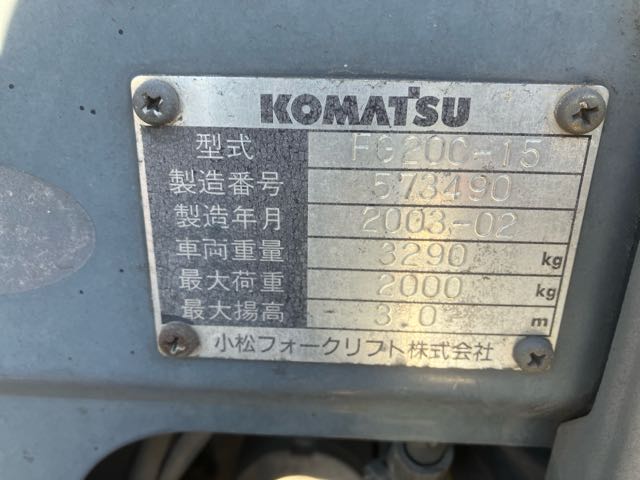 KOMATSU
型式 FG20C-15
製造番号 573490
製造年月 2003-02
車両重量 3290 kg
最大荷重 2000 kg
最大揚高 3.0 m
小松フォークリフト株式会社